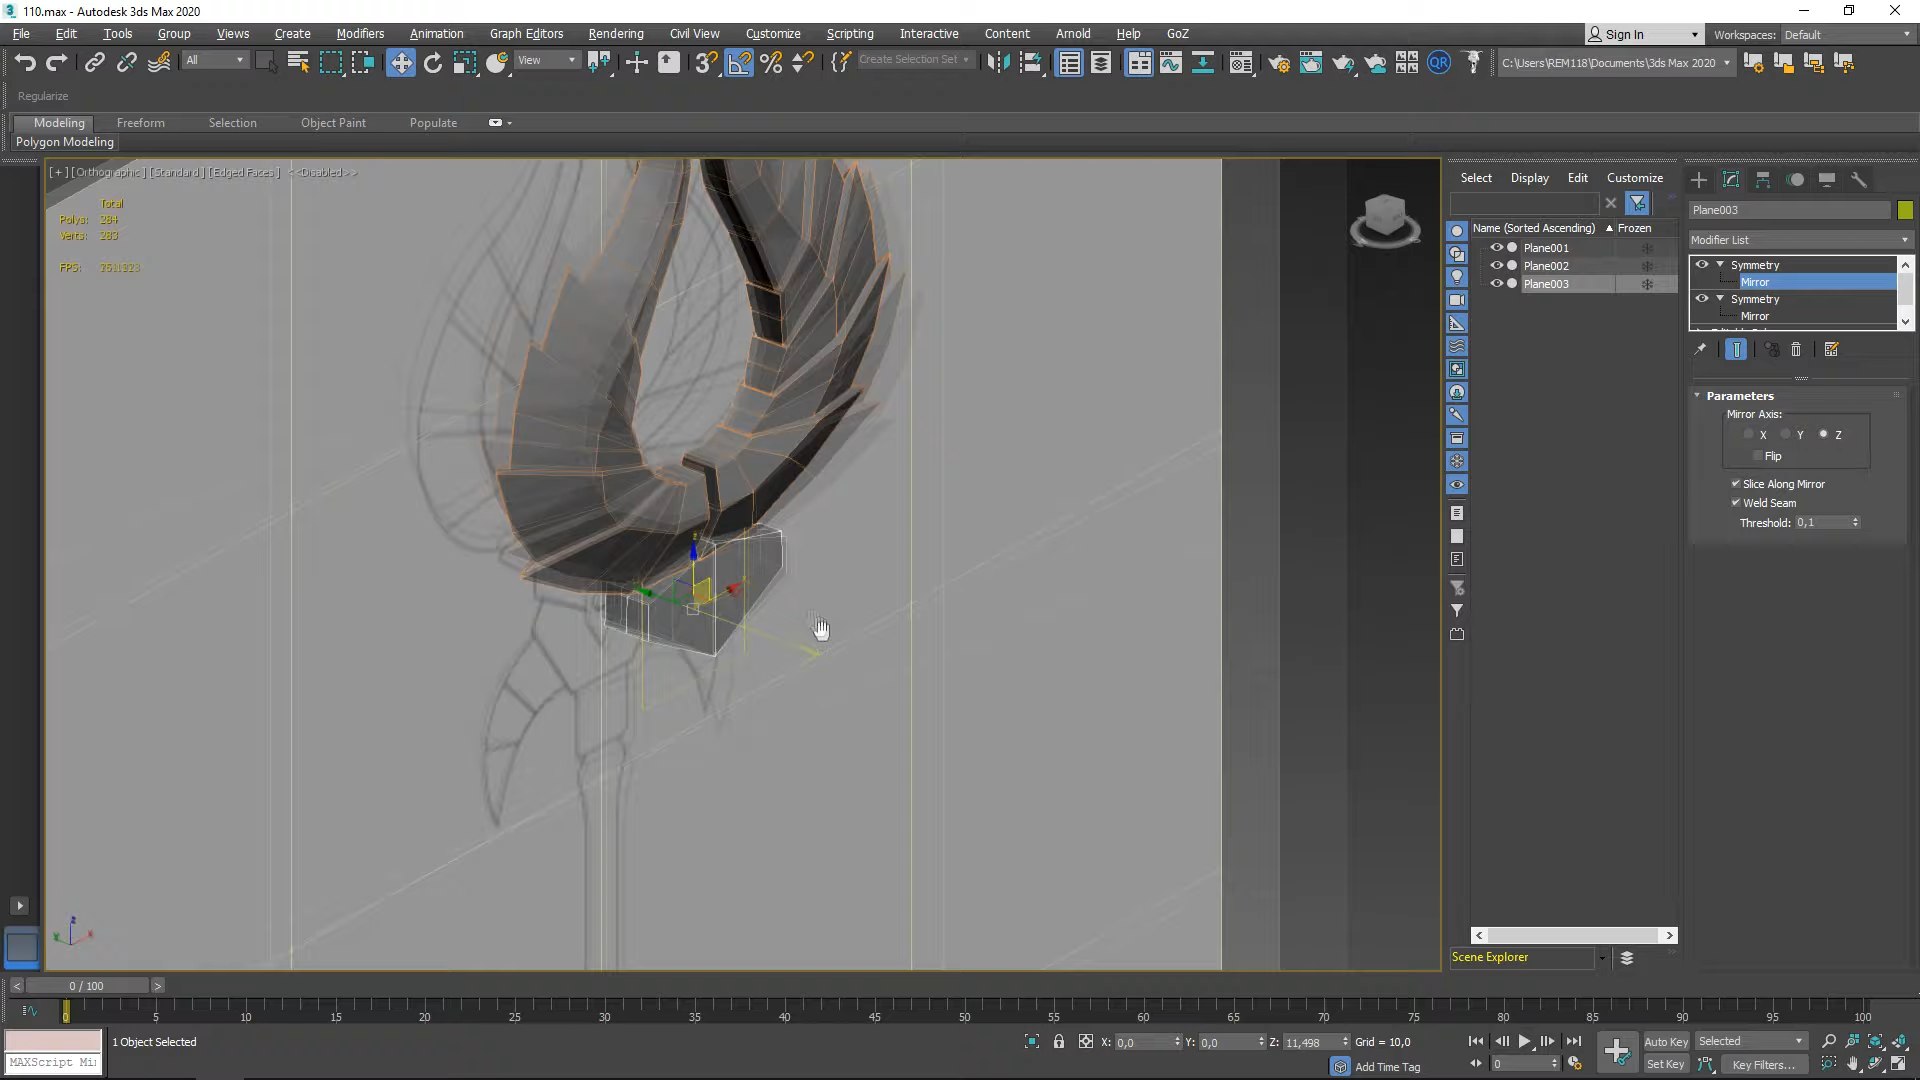 110.max - Autodesk 3ds Max 2020
File Edit Tools Group Views Create Modifiers Animation Graph Editors Rendering Civil View Customize Scripting Interactive Content Arnold Help GoZ
Sign In Workspaces: Default
All View Create Selection Set QR C:\Users\REM118\Documents\3ds Max 2020
Regularize
Modeling Freeform Selection Object Paint Populate
Polygon Modeling
[ + ] [Orthographic ] [Standard ] [Edged Faces ] <<Disabled>>
Total
Polys: 284
Verts: 283
FPS:
Select Display Edit Customize
Name (Sorted Ascending) Frozen
Plane001
Plane002
Plane003
Plane003
Modifier List
Symmetry
Mirror
Symmetry
Mirror
Parameters
Mirror Axis:
X Y Z
Flip
Slice Along Mirror
Weld Seam
Threshold: 0,1
Scene Explorer
0 / 100
0 5 10 15 20 25 30 35 40 45 50 55 60 65 70 75 80 85 90 95 100
1 Object Selected
X: 0,0 Y: 0,0 Z: 11,498 Grid = 10,0
Auto Key Selected
MAXScript Mi
Add Time Tag
0
Set Key Key Filters...